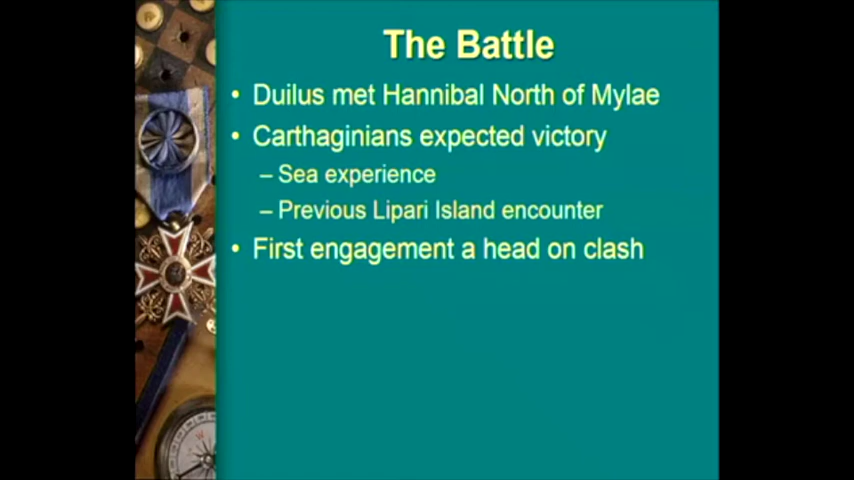 The Battle
• Duilus met Hannibal North of Mylae
• Carthaginians expected victory
– Sea experience
– Previous Lipari Island encounter
• First engagement a head on clash
W